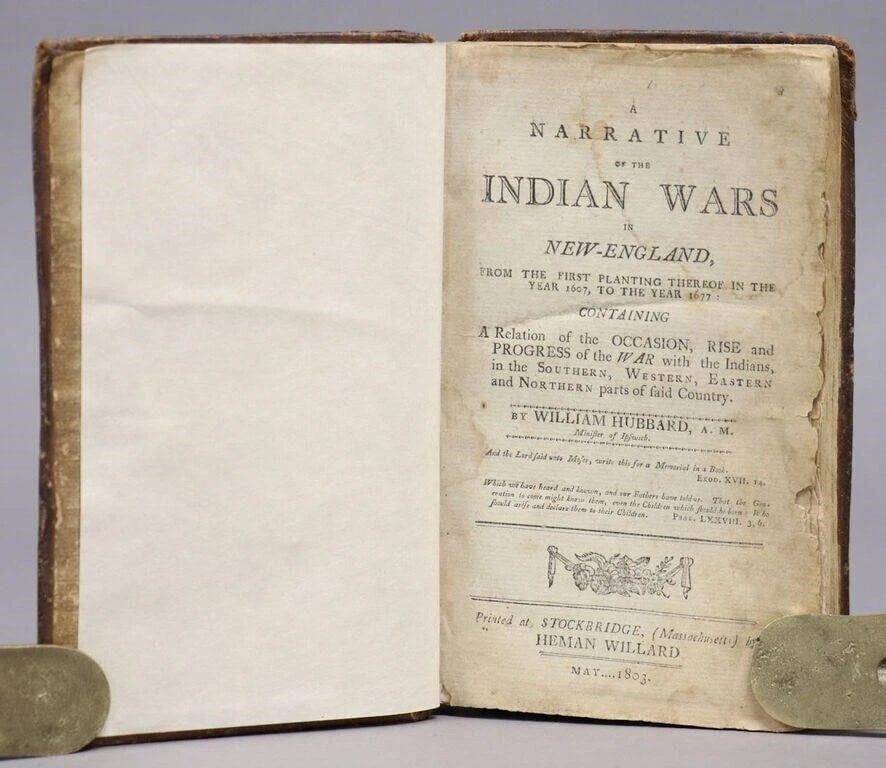 A
NARRATIVE
OF THE
INDIAN WARS
IN
NEW-ENGLAND,
FROM THE FIRST PLANTING THEREOF IN THE
YEAR 1607, TO THE YEAR 1677:
CONTAINING
A Relation of the OCCASION, RISE and
PROGRESS of the WAR with the Indians,
in the SOUTHERN, WESTERN, EASTERN
and NORTHERN parts of ſaid Country.
BY WILLIAM HUBBARD, A. M.
Miniſter of Ipſwich.
And the Lord ſaid unto Moſes, write this for a Memorial in a Book.
EXOD. XVII. 14.
Which we have heard and known, and our Fathers have told us. That the Gen-
eration to come might know them, even the Children which ſhould be born: Who
ſhould ariſe and declare them to their Children. PSAL. LXXVIII. 3, 6.
Printed at STOCKBRIDGE, (Massachusetts) by
HEMAN WILLARD
MAY....1803.